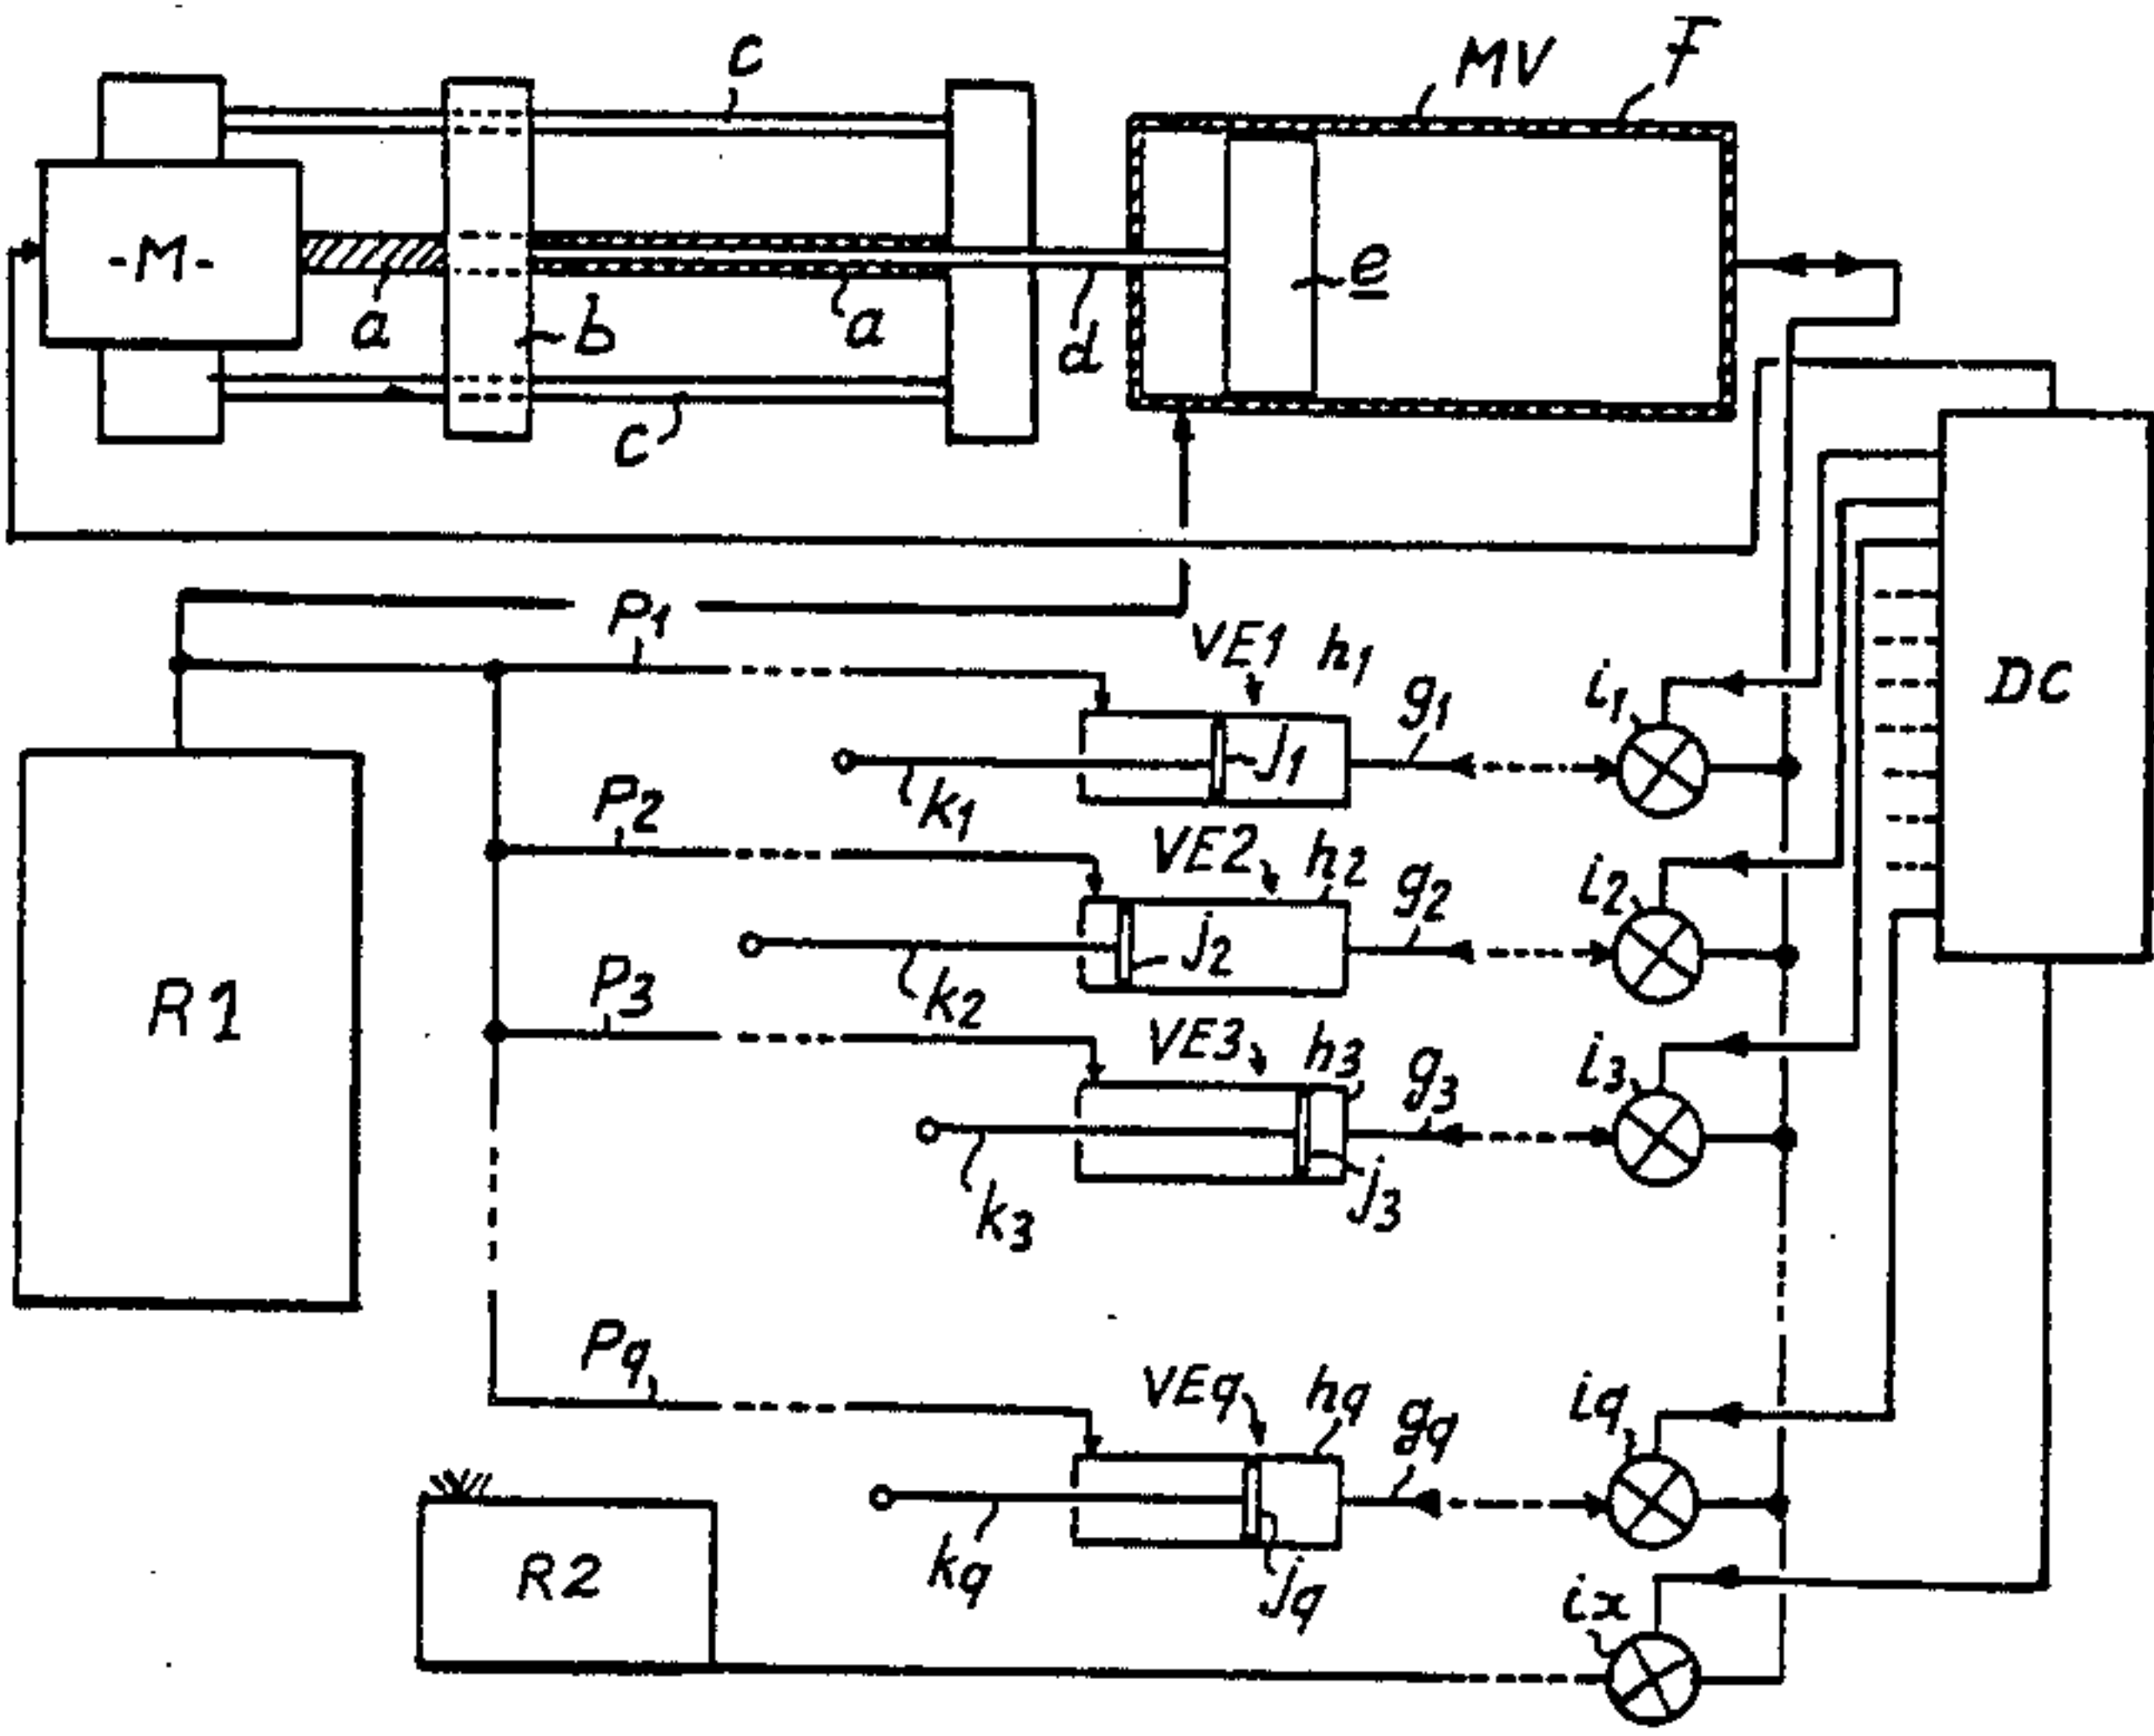 c
MV
F
-M-
a
b
a
d
e
c
P1
VE1
h1
g1
i1
DC
j1
k1
P2
VE2
h2
g2
i2
j2
k2
R1
P3
VE3
h3
g3
i3
j3
k3
Pq
VEq
hq
gq
iq
kq
jq
R2
ix